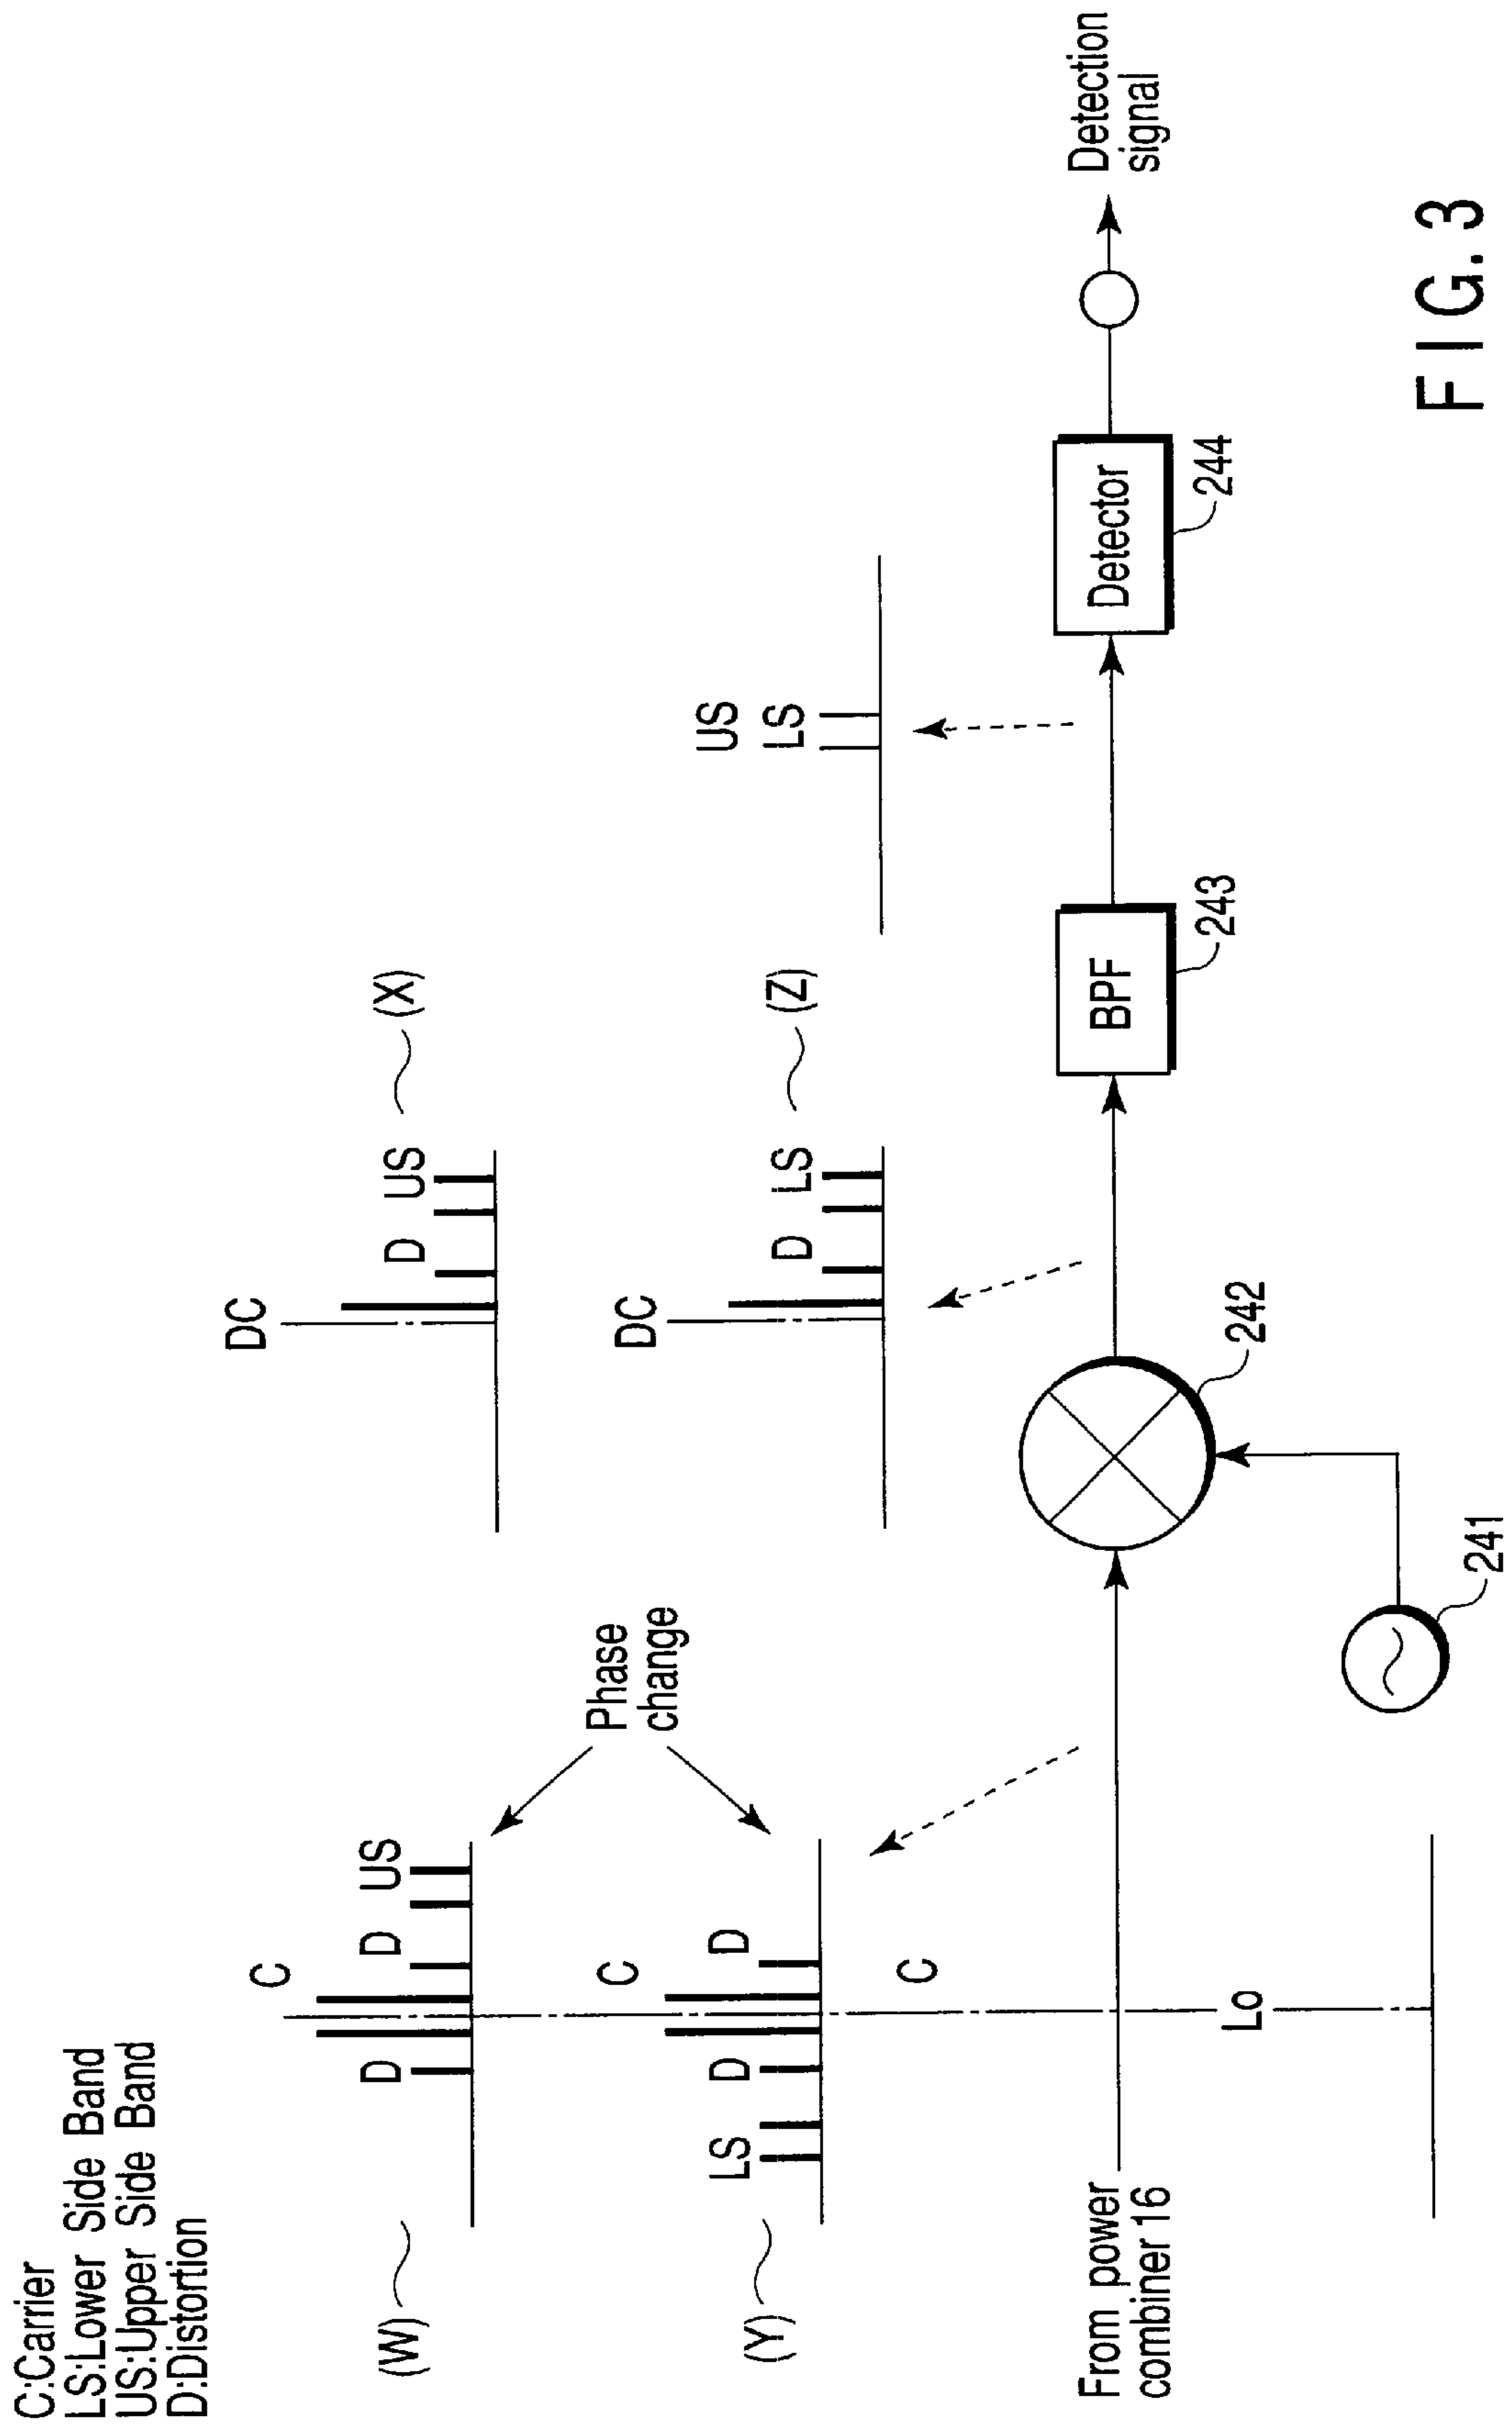 C:Carrier
LS:Lower Side Band
US:Upper Side Band
D:Distortion
(W)
D
C
D
US
DC
D
US
(X)
Phase
change
(Y)
LS
D
C
D
DC
D
LS
(Z)
US
LS
C
From power
combiner 16
Lo
241
242
BPF
243
Detector
244
Detection
signal
FIG. 3